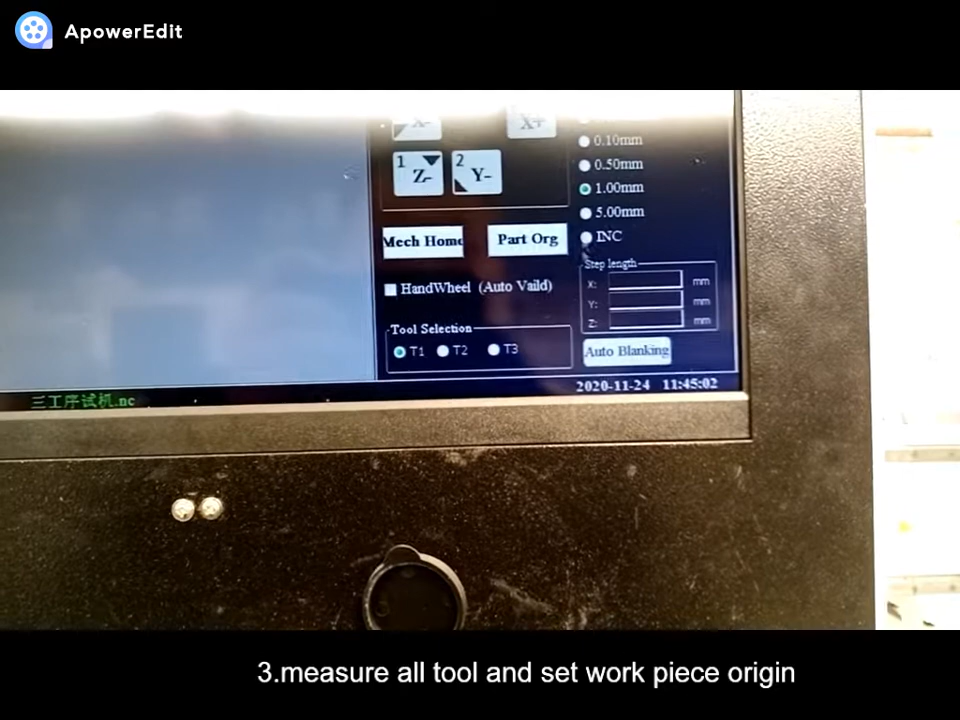 ApowerEdit
X-
X+
0.10mm
1
Z-
2
Y-
0.50mm
1.00mm
5.00mm
Mech Home
Part Org
INC
Step length
X:
mm
HandWheel (Auto Vaild)
Y:
mm
Z:
mm
Tool Selection
T1
T2
T3
Auto Blanking
2020-11-24 11:45:02
三工序试机.nc
3.measure all tool and set work piece origin